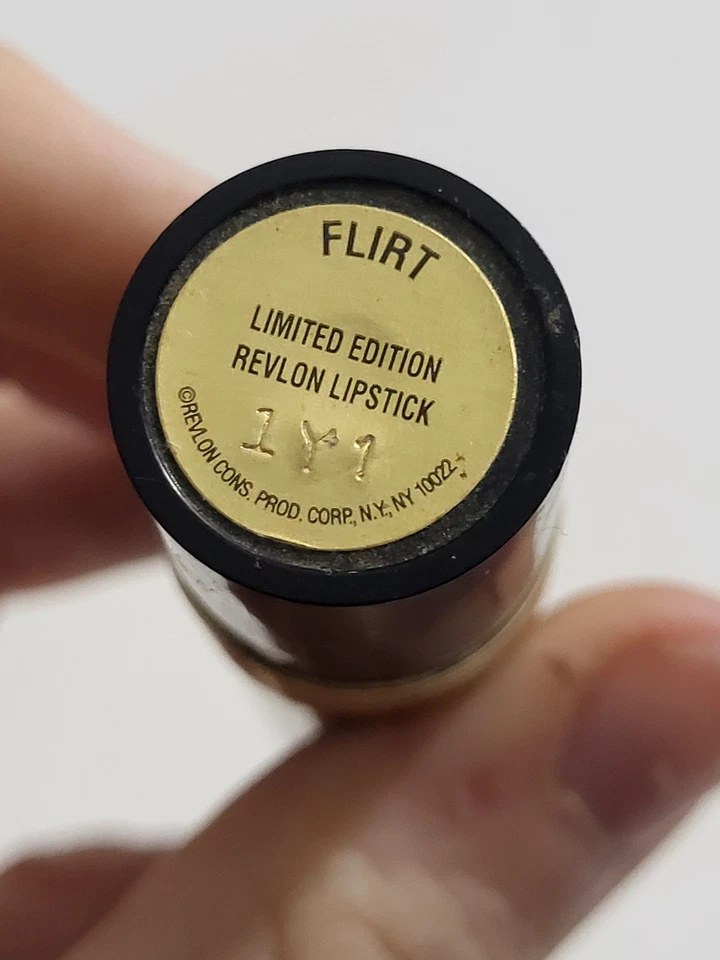 FLIRT
LIMITED EDITION
REVLON LIPSTICK
1Y1
©REVLON CONS. PROD. CORP., N.Y., NY 10022